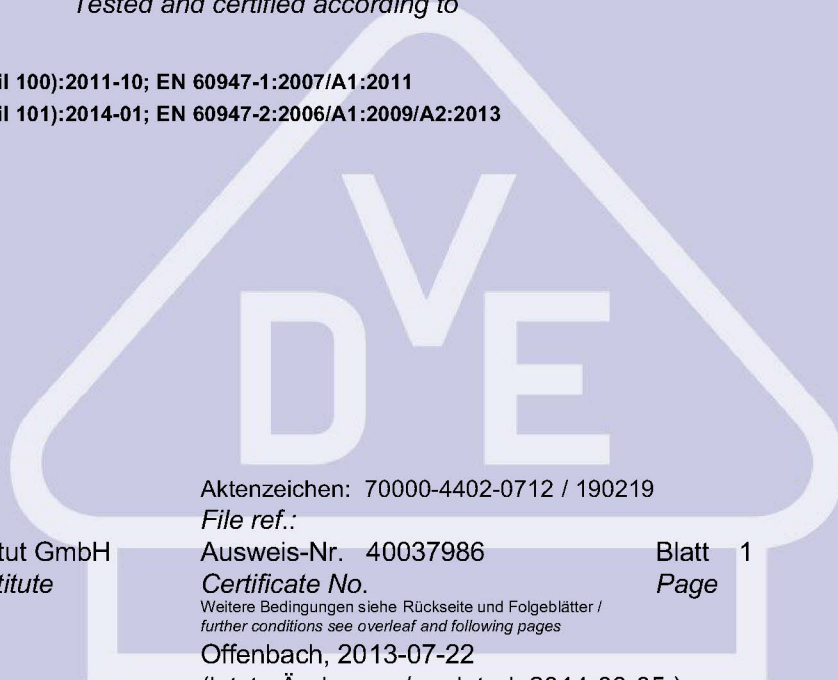 Tested and certified according to
il 100):2011-10; EN 60947-1:2007/A1:2011
il 101):2014-01; EN 60947-2:2006/A1:2009/A2:2013
V
D E
Aktenzeichen: 70000-4402-0712 / 190219
File ref.:
tut GmbH Ausweis-Nr. 40037986 Blatt 1
titute Certificate No. Page
Weitere Bedingungen siehe Rückseite und Folgeblätter /
further conditions see overleaf and following pages
Offenbach, 2013-07-22